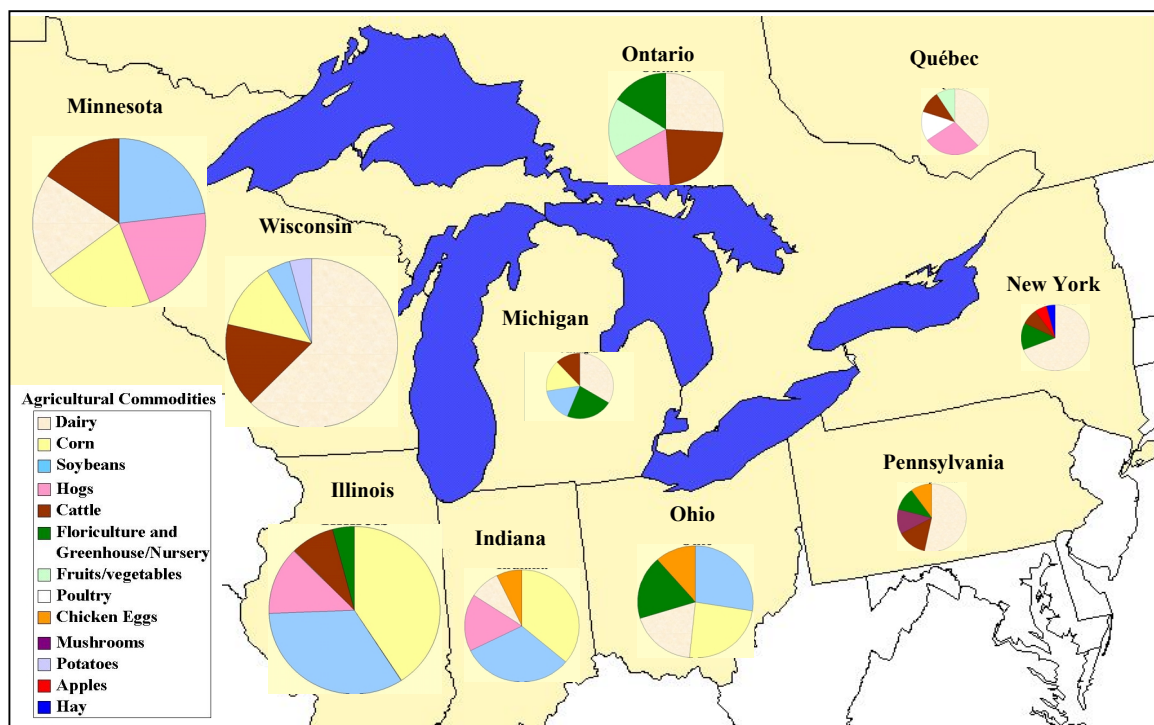 Ontario
Québec
Minnesota
Wisconsin
New York
Michigan
Agricultural Commodities
Dairy
Corn
Soybeans
Hogs
Cattle
Floriculture and
Greenhouse/Nursery
Fruits/vegetables
Poultry
Chicken Eggs
Mushrooms
Potatoes
Apples
Hay
Illinois
Indiana
Ohio
Pennsylvania